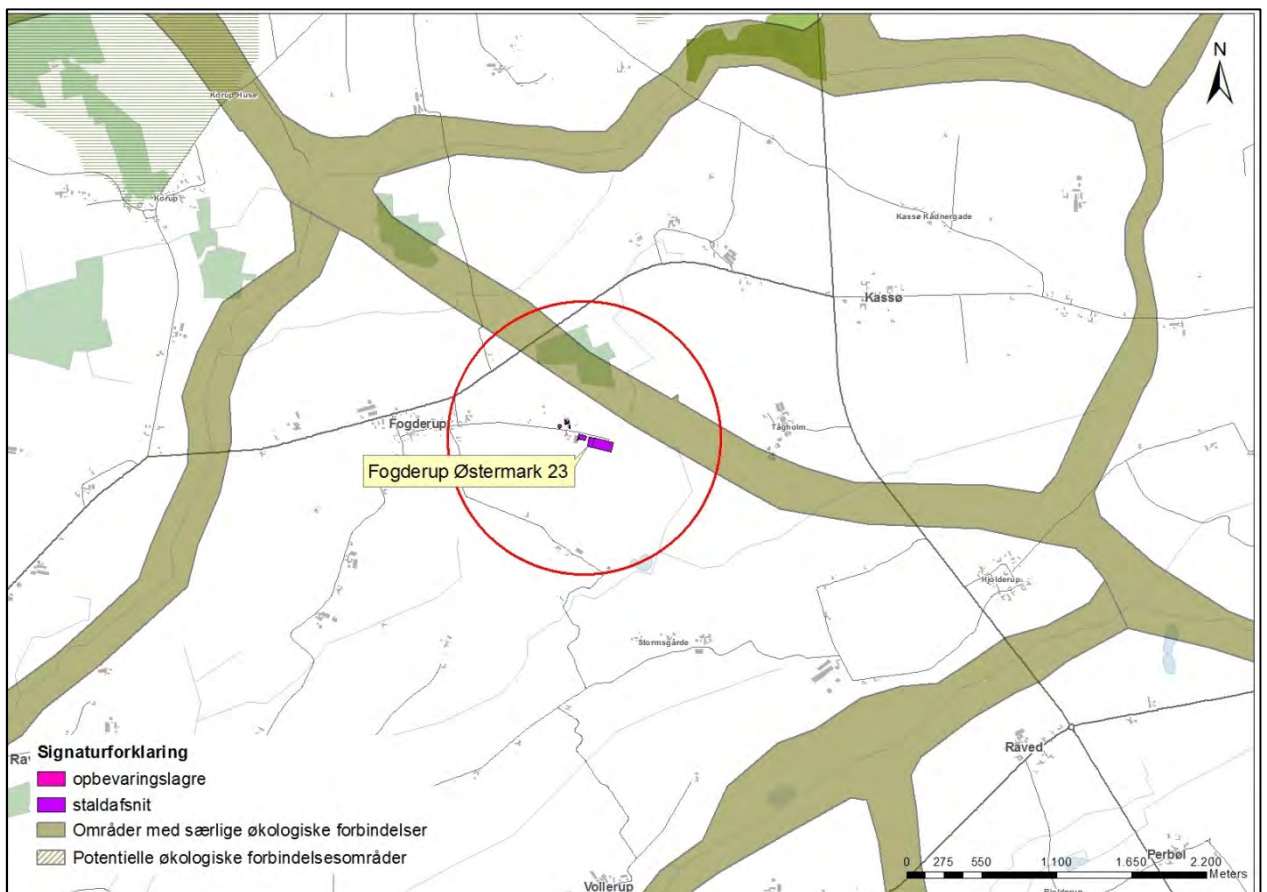 N
Korup Huse
Korup
Kassø Rådnergade
Kassø
Fogderup
Tågholm
Fogderup Østermark 23
Hjolderup
Stormsgårde
Signaturforklaring
opbevaringslagre
staldafsnit
Områder med særlige økologiske forbindelser
Potentielle økologiske forbindelsesområder
Raved
0 275 550 1.100 1.650 2.200
Meters
Perbøl
Vollerup